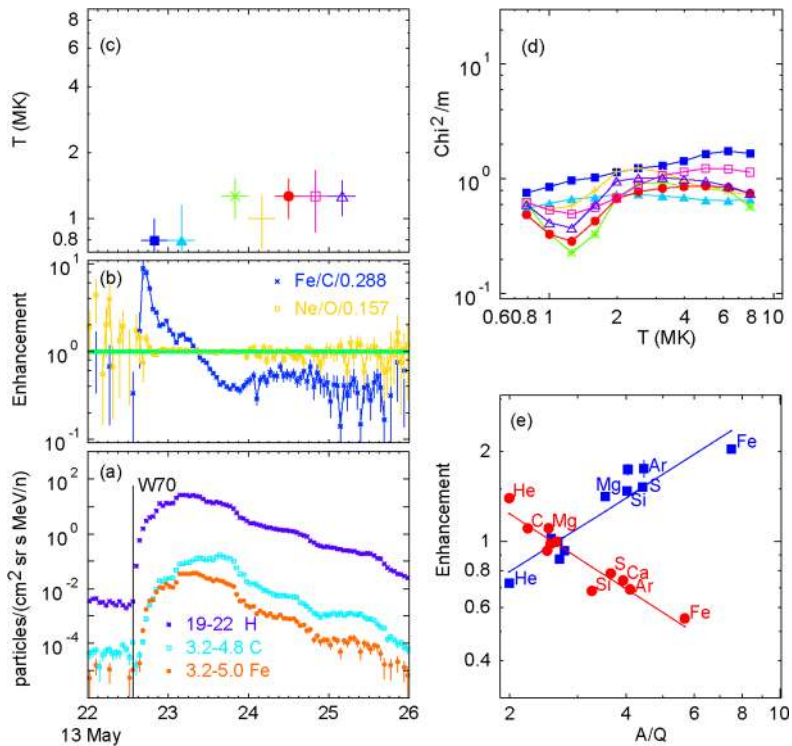 (c)
8
6
4
2
1
0.8
T (MK)
(b)
Fe/C/0.288
Ne/O/0.157
10¹
10⁰
10⁻¹
Enhancement
(a)
W70
10²
10⁰
10⁻²
10⁻⁴
particles/(cm² sr s MeV/n)
19-22 H
3.2-4.8 C
3.2-5.0 Fe
22 23 24 25 26
13 May
(d)
10¹
10⁰
10⁻¹
Chi²/m
0.6 0.8 1 2 4 6 8 10
T (MK)
(e)
2
1
0.8
0.6
0.4
Enhancement
Fe
Ar
Mg
S
Si
He
C
Mg
He
S
Ca
Si
Ar
Fe
2 4 6 8 10
A/Q